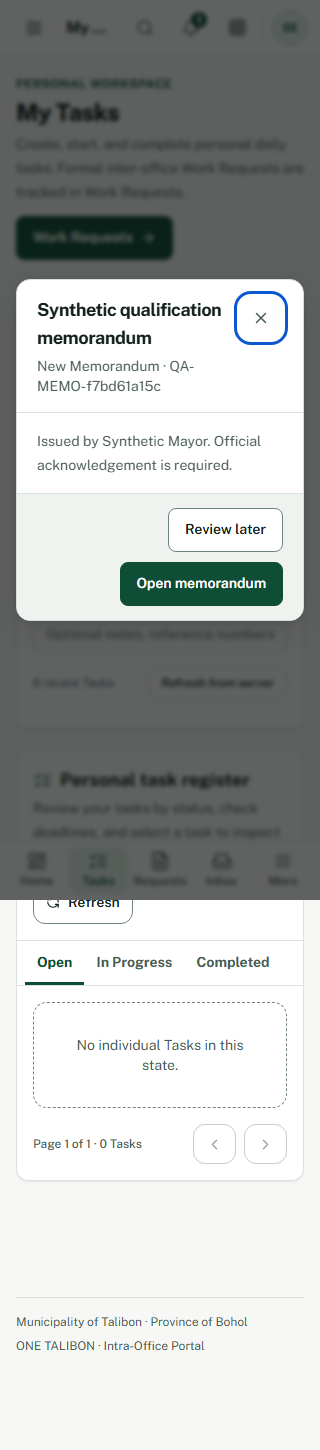 My ...
SE
PERSONAL WORKSPACE
My Tasks
Create, start, and complete personal daily
tasks. Formal inter-office Work Requests are
tracked in Work Requests.
Work Requests →
Synthetic qualification
memorandum
New Memorandum · QA-
MEMO-f7bd61a15c
Issued by Synthetic Mayor. Official
acknowledgement is required.
Review later
Open memorandum
Optional notes, reference numbers
0 recent Tasks
Refresh from server
Personal task register
Review your tasks by status, check
deadlines, and select a task to inspect
Home
Tasks
Requests
Inbox
More
Refresh
Open
In Progress
Completed
No individual Tasks in this
state.
Page 1 of 1 · 0 Tasks
Municipality of Talibon · Province of Bohol
ONE TALIBON · Intra-Office Portal